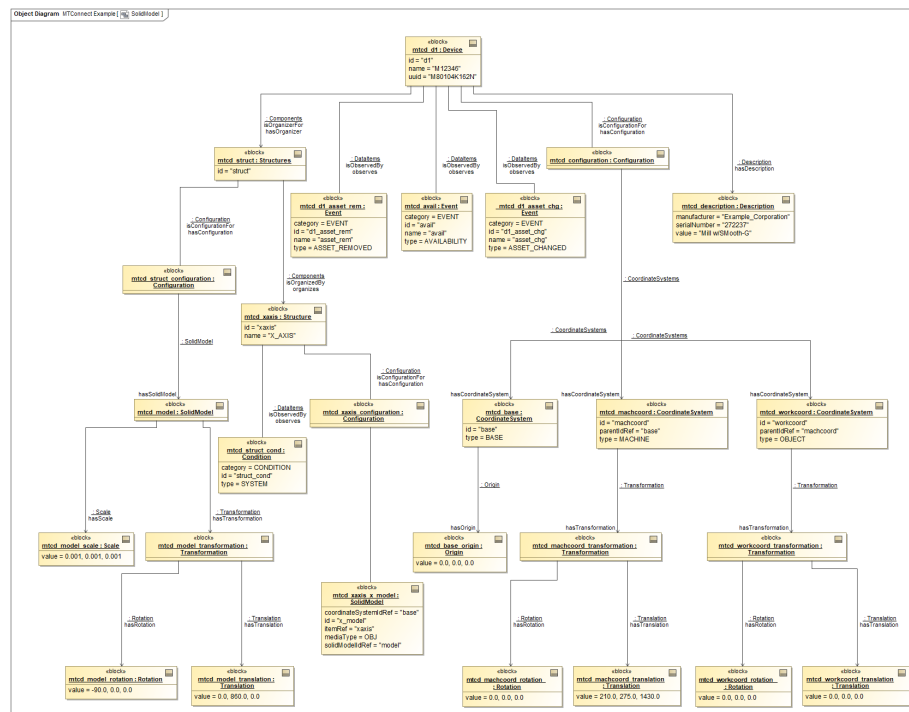 Object Diagram MTConnect Example [ SolidModel ]
«block»
mtcd_d1 : Device
id = "d1"
name = "M12346"
uuid = "M80104K162N"
: Components
isOrganizerFor
hasOrganizer
: DataItems
isObservedBy
observes
: DataItems
isObservedBy
observes
: DataItems
isObservedBy
observes
: Configuration
isConfigurationFor
hasConfiguration
: Description
hasDescription
«block»
mtcd_struct : Structures
id = "struct"
«block»
mtcd_configuration : Configuration
«block»
mtcd_d1_asset_rem :
Event
category = EVENT
id = "d1_asset_rem"
name = "asset_rem"
type = ASSET_REMOVED
«block»
mtcd_avail : Event
category = EVENT
id = "avail"
name = "avail"
type = AVAILABILITY
«block»
mtcd_d1_asset_chg :
Event
category = EVENT
id = "d1_asset_chg"
name = "asset_chg"
type = ASSET_CHANGED
«block»
mtcd_description : Description
manufacturer = "Example_Corporation"
serialNumber = "272237"
value = "Mill w/SMooth-G"
: Configuration
isConfigurationFor
hasConfiguration
: Components
isOrganizedBy
organizes
: CoordinateSystems
«block»
mtcd_struct_configuration :
Configuration
«block»
mtcd_xaxis : Structure
id = "xaxis"
name = "X_AXIS"
: SolidModel
: CoordinateSystems
: CoordinateSystems
: Configuration
isConfigurationFor
hasConfiguration
hasSolidModel
hasCoordinateSystem
hasCoordinateSystem
hasCoordinateSystem
«block»
mtcd_model : SolidModel
: DataItems
isObservedBy
observes
«block»
mtcd_xaxis_configuration :
Configuration
«block»
mtcd_base :
CoordinateSystem
id = "base"
type = BASE
«block»
mtcd_machcoord : CoordinateSystem
id = "machcoord"
parentIdRef = "base"
type = MACHINE
«block»
mtcd_workcoord : CoordinateSystem
id = "workcoord"
parentIdRef = "machcoord"
type = OBJECT
«block»
mtcd_struct_cond :
Condition
category = CONDITION
id = "struct_cond"
type = SYSTEM
: Scale
hasScale
: Transformation
hasTransformation
: Origin
: Transformation
: Transformation
hasOrigin
hasTransformation
hasTransformation
«block»
mtcd_model_scale : Scale
value = 0.001, 0.001, 0.001
«block»
mtcd_model_transformation :
Transformation
«block»
mtcd_base_origin :
Origin
value = 0.0, 0.0, 0.0
«block»
mtcd_machcoord_transformation :
Transformation
«block»
mtcd_workcoord_transformation :
Transformation
«block»
mtcd_xaxis_x_model :
SolidModel
coordinateSystemIdRef = "base"
id = "x_model"
itemRef = "xaxis"
mediaType = OBJ
solidModelIdRef = "model"
: Rotation
hasRotation
: Translation
hasTranslation
: Rotation
hasRotation
: Translation
hasTranslation
: Rotation
hasRotation
: Translation
hasTranslation
«block»
mtcd_model_rotation : Rotation
value = -90.0, 0.0, 0.0
«block»
mtcd_model_translation :
Translation
value = 0.0, 860.0, 0.0
«block»
mtcd_machcoord_rotation
: Rotation
value = 0.0, 0.0, 0.0
«block»
mtcd_machcoord_translation
: Translation
value = 210.0, 275.0, 1430.0
«block»
mtcd_workcoord_rotation
: Rotation
value = 0.0, 0.0, 0.0
«block»
mtcd_workcoord_translation
: Translation
value = 0.0, 0.0, 0.0